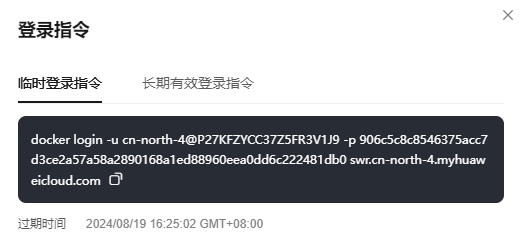 登录指令
临时登录指令 长期有效登录指令
docker login -u cn-north-4@P27KFZYCC37Z5FR3V1J9 -p 906c5c8c8546375acc7
d3ce2a57a58a2890168a1ed88960eea0dd6c222481db0 swr.cn-north-4.myhuaw
eicloud.com
过期时间 2024/08/19 16:25:02 GMT+08:00